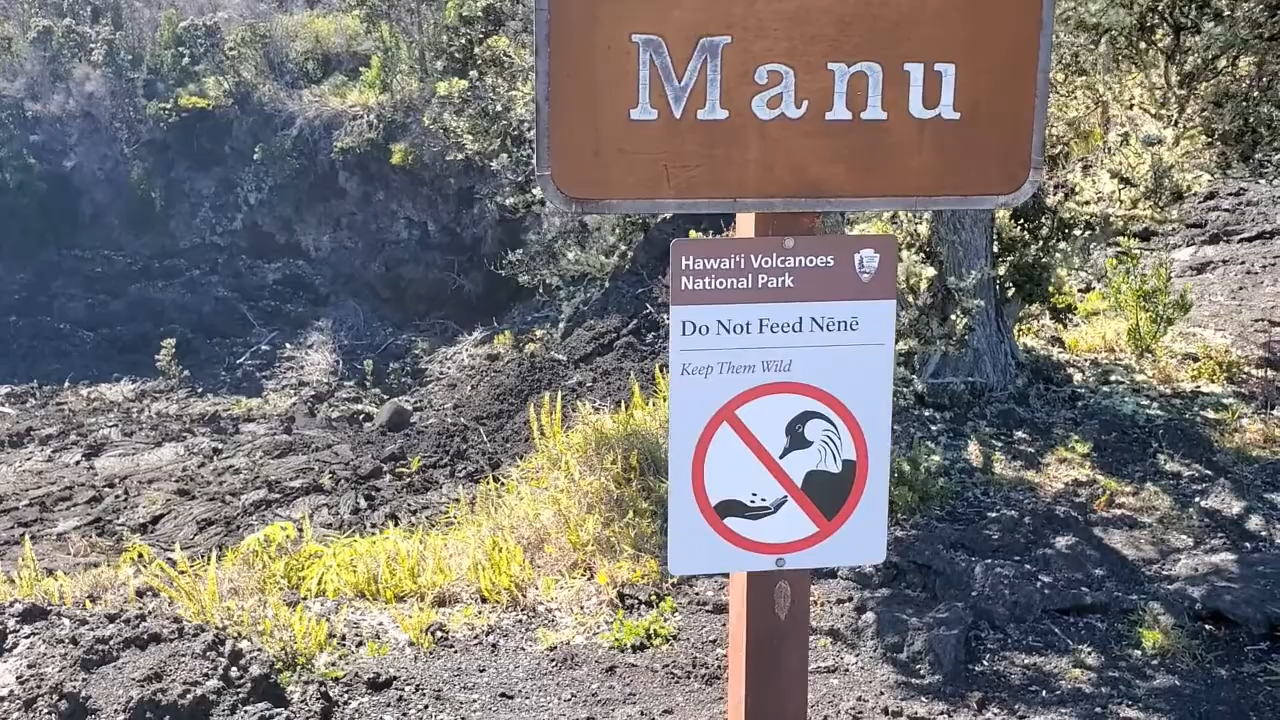 Manu
Hawaiʻi Volcanoes
National Park
Do Not Feed Nēnē
Keep Them Wild